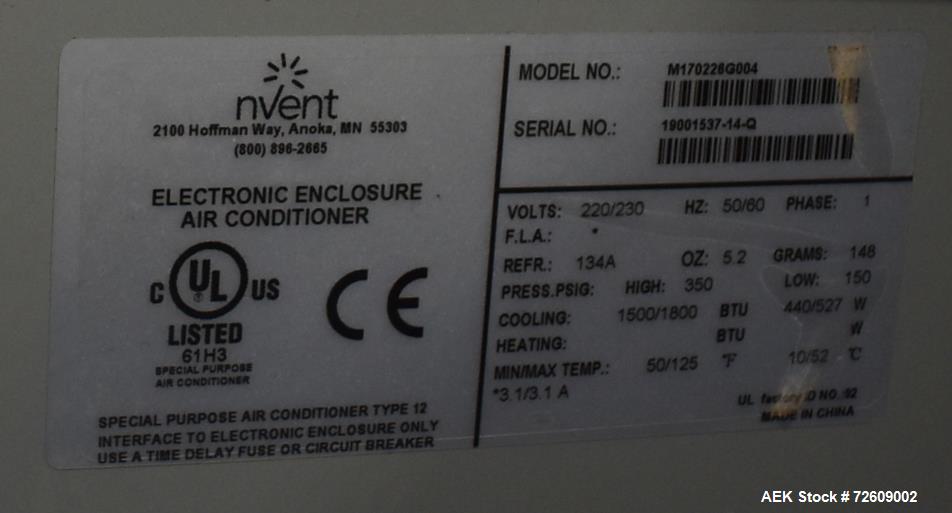 nvent
2100 Hoffman Way, Anoka, MN 55303
(800) 896-2665
ELECTRONIC ENCLOSURE
AIR CONDITIONER
C UL US
LISTED
61H3
SPECIAL PURPOSE
AIR CONDITIONER
CE
SPECIAL PURPOSE AIR CONDITIONER TYPE 12
INTERFACE TO ELECTRONIC ENCLOSURE ONLY
USE A TIME DELAY FUSE OR CIRCUIT BREAKER
MODEL NO.: M170226G004
SERIAL NO.: 19001537-14-Q
VOLTS: 220/230 HZ: 50/60 PHASE: 1
F.L.A.: *
REFR.: 134A OZ: 5.2 GRAMS: 148
PRESS.PSIG: HIGH: 350 LOW: 150
COOLING: 1500/1800 BTU 440/527 W
HEATING: BTU W
MIN/MAX TEMP.: 50/125 °F 10/52 °C
*3.1/3.1 A
UL factory ID NO.:92
MADE IN CHINA
AEK Stock # 72609002